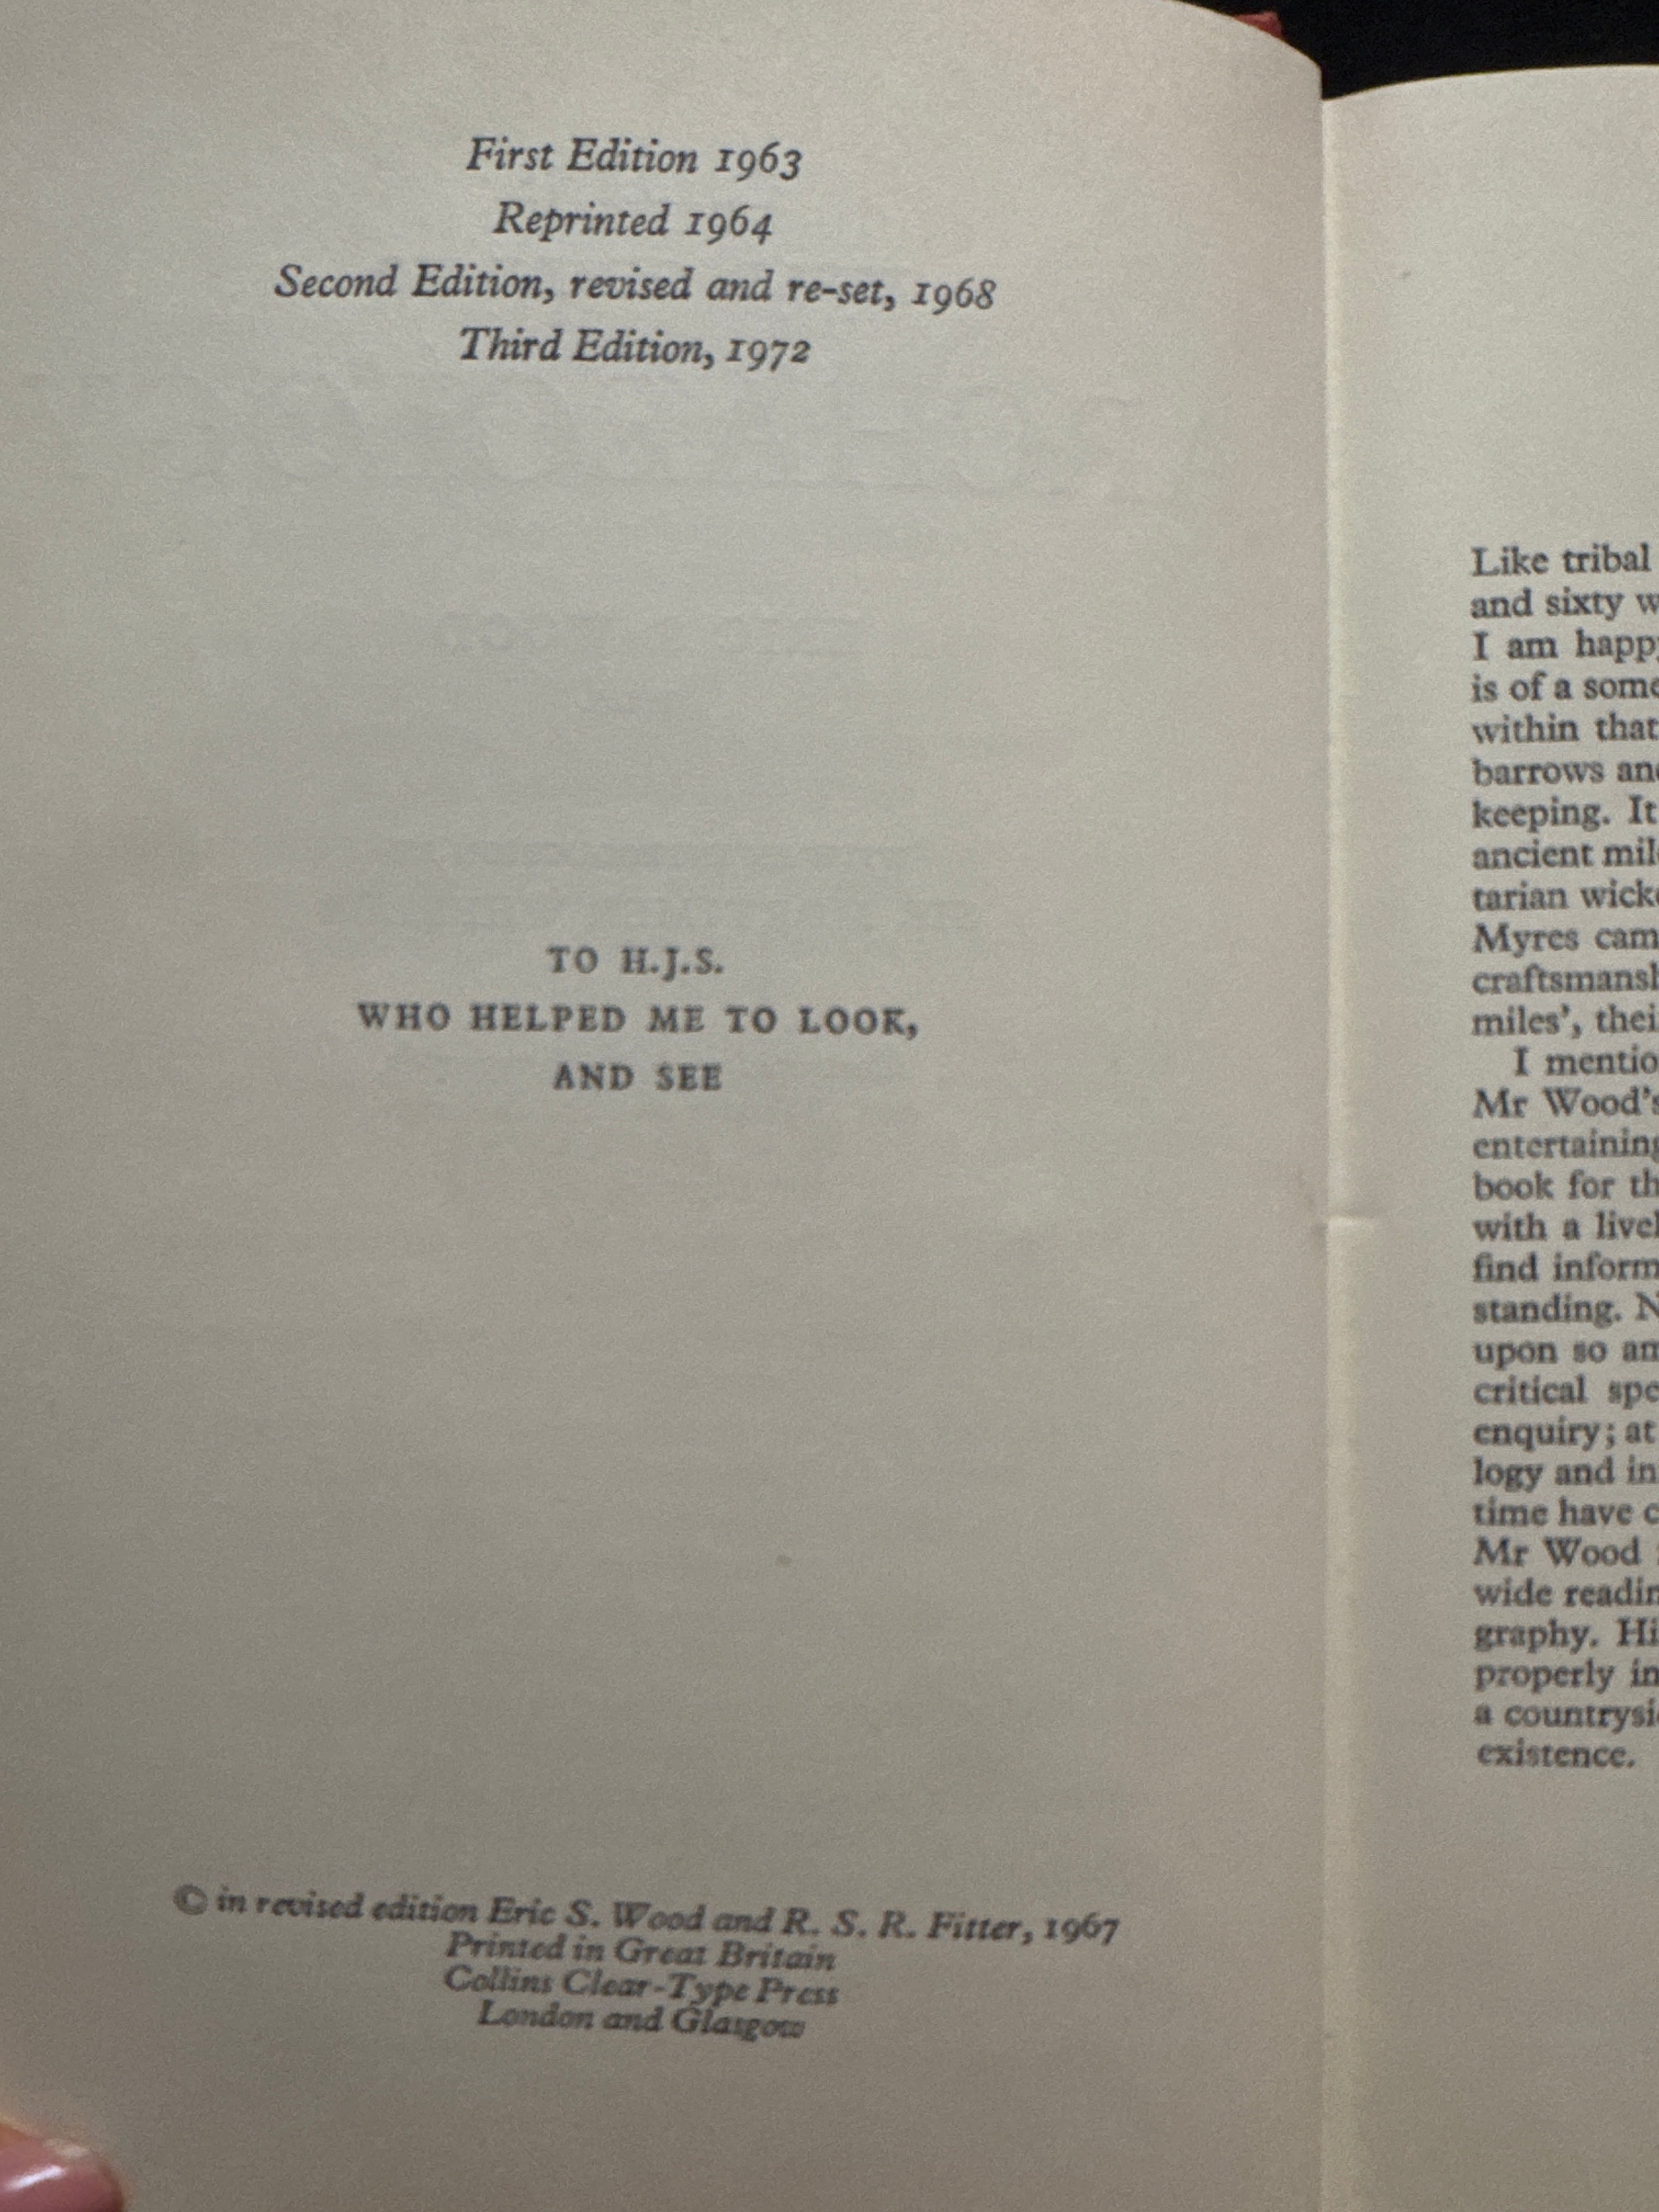 First Edition 1963
Reprinted 1964
Second Edition, revised and re-set, 1968
Third Edition, 1972
TO H.J.S.
WHO HELPED ME TO LOOK,
AND SEE
© in revised edition Eric S. Wood and R. S. R. Fitter, 1967
Printed in Great Britain
Collins Clear-Type Press
London and Glasgow
Like tribal
and sixty
I am
is of a
within that
barrows
keeping. It
ancient
tarian
Myres
miles',
I
Mr Wood's
book for
with a
find
standing.
upon so
critical
enquiry; at
logy and
time have
Mr Wood
wide
graphy.
properly
a
existence.